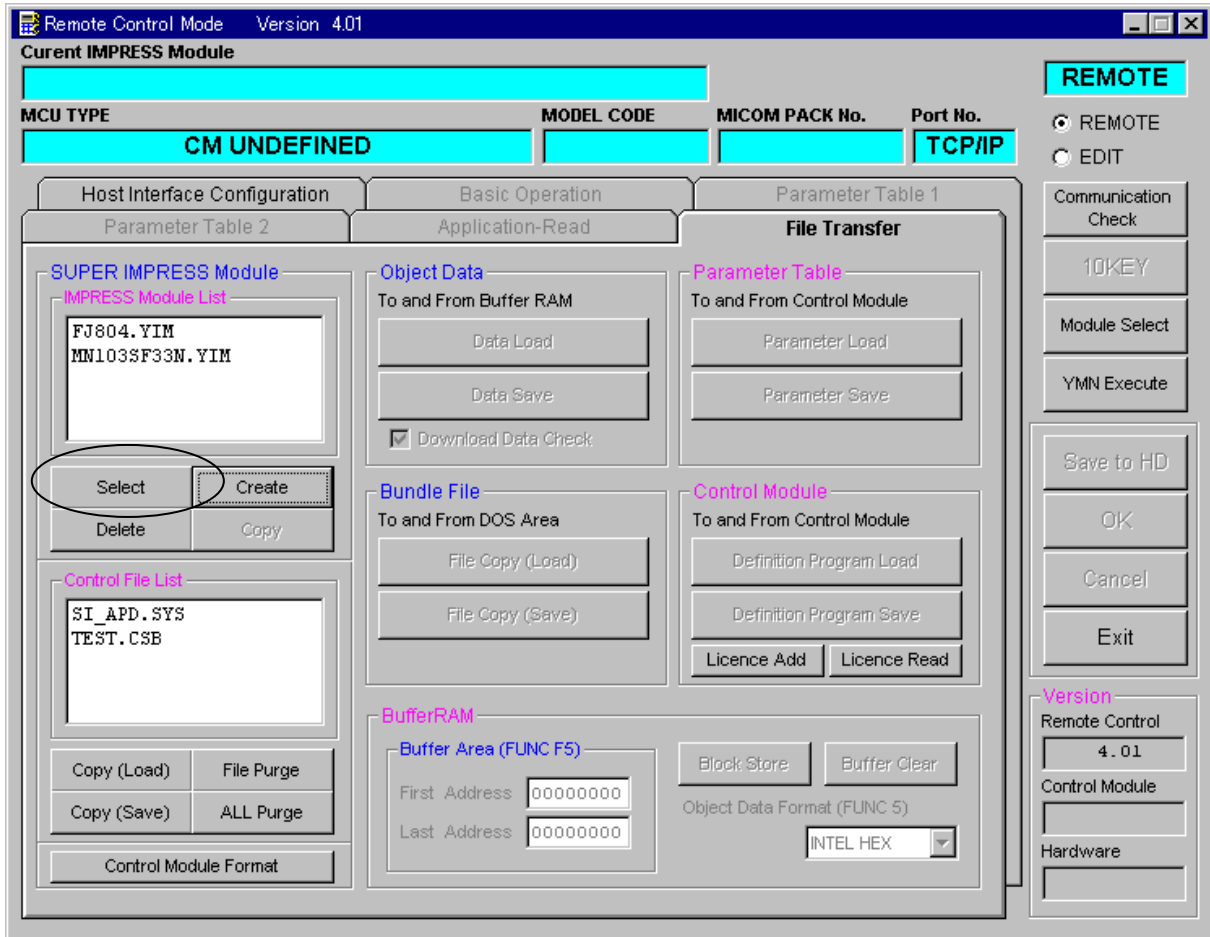 Remote Control Mode Version 4.01
Curent IMPRESS Module
REMOTE
MCU TYPE
MODEL CODE
MICOM PACK No.
Port No.
CM UNDEFINED
TCP/IP
REMOTE
EDIT
Host Interface Configuration
Basic Operation
Parameter Table 1
Parameter Table 2
Application-Read
File Transfer
SUPER IMPRESS Module
IMPRESS Module List
FJ804.YIM
MN103SF33N.YIM
Select
Create
Delete
Copy
Control File List
SI_APD.SYS
TEST.CSB
Copy (Load)
File Purge
Copy (Save)
ALL Purge
Control Module Format
Object Data
To and From Buffer RAM
Data Load
Data Save
Download Data Check
Parameter Table
To and From Control Module
Parameter Load
Parameter Save
Bundle File
To and From DOS Area
File Copy (Load)
File Copy (Save)
Control Module
To and From Control Module
Definition Program Load
Definition Program Save
Licence Add
Licence Read
BufferRAM
Buffer Area (FUNC F5)
First Address
00000000
Last Address
00000000
Block Store
Buffer Clear
Object Data Format (FUNC 5)
INTEL HEX
Communication
Check
10KEY
Module Select
YMN Execute
Save to HD
OK
Cancel
Exit
Version
Remote Control
4.01
Control Module
Hardware